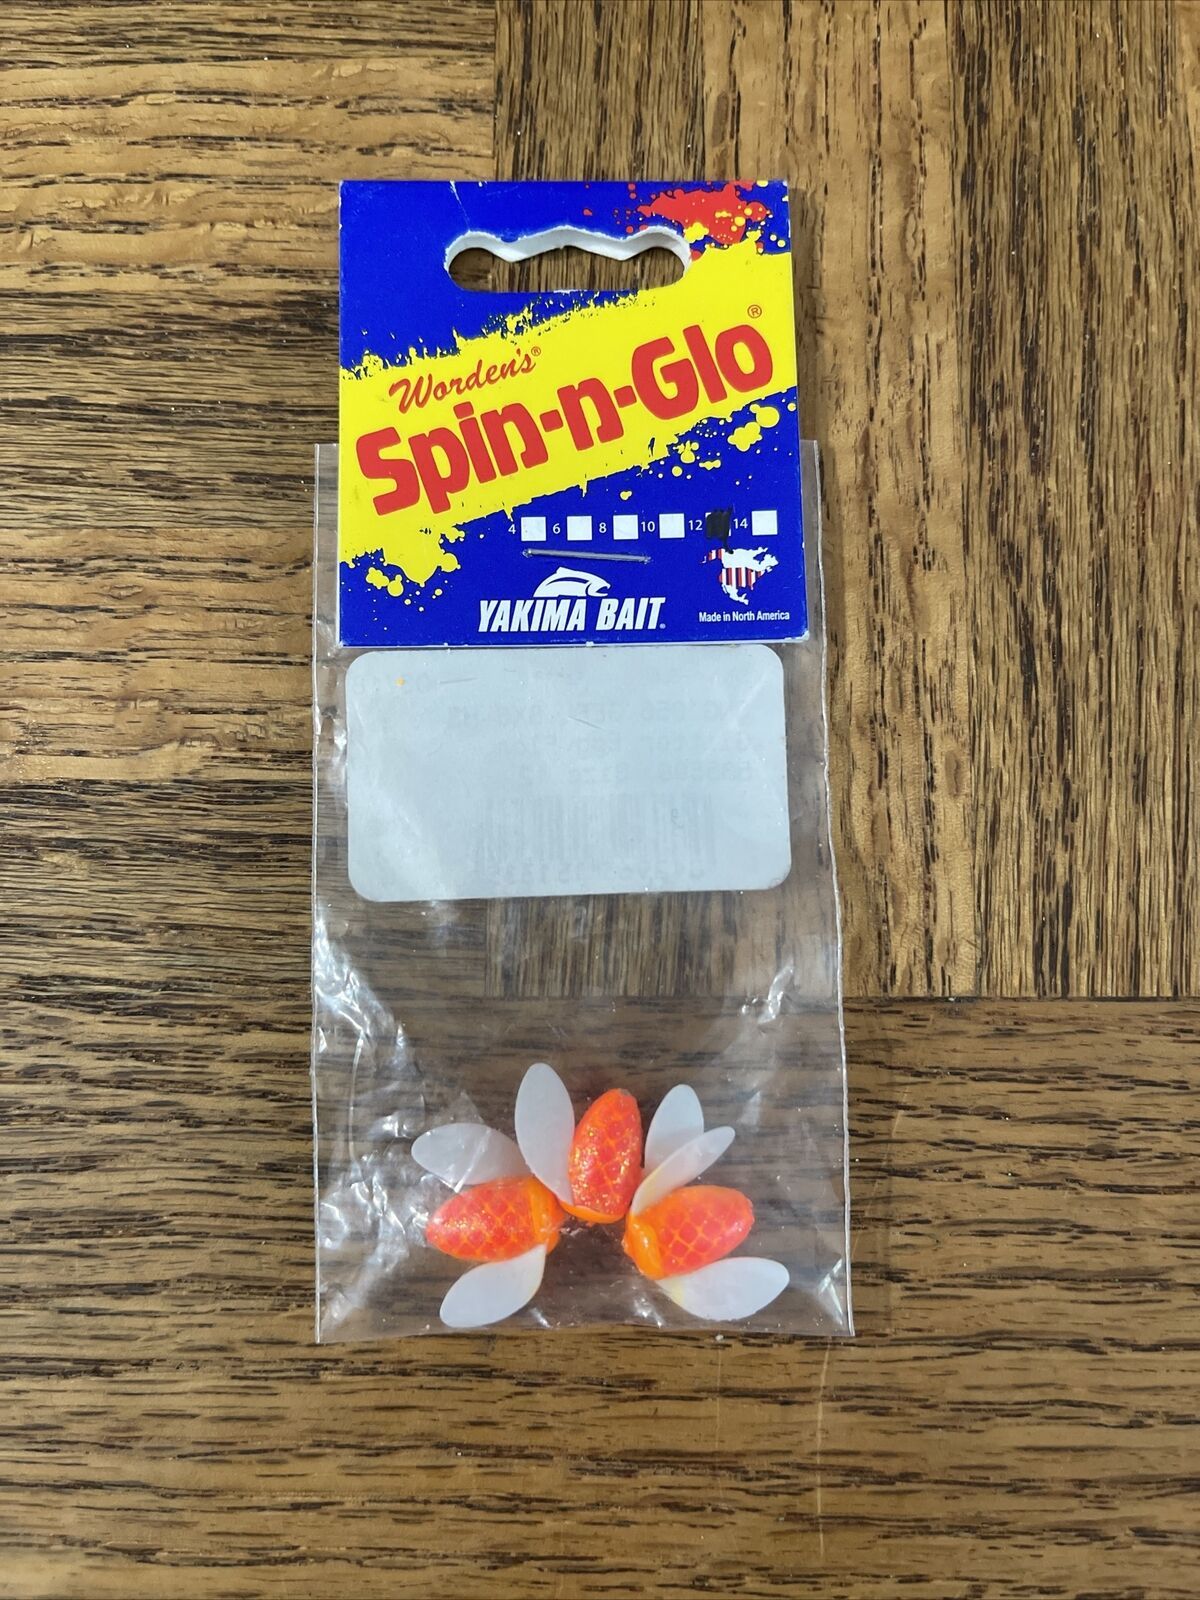 Worden's®
Spin-n-Glo®
4 6 8 10 12 14
YAKIMA BAIT®
Made in North America